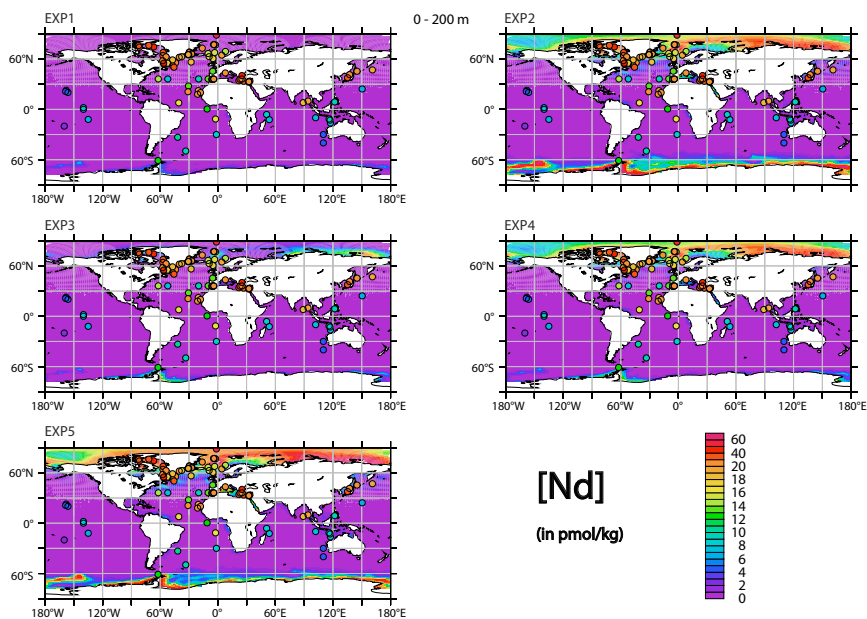 EXP1 0 - 200 m EXP2
60°N 60°N
0° 0°
60°S 60°S
180°W 120°W 60°W 0° 60°E 120°E 180°E 180°W 120°W 60°W 0° 60°E 120°E 180°E
EXP3 EXP4
60°N 60°N
0° 0°
60°S 60°S
180°W 120°W 60°W 0° 60°E 120°E 180°E 180°W 120°W 60°W 0° 60°E 120°E 180°E
EXP5
60°N
0°
60°S
180°W 120°W 60°W 0° 60°E 120°E 180°E
[Nd]
(in pmol/kg)
60
40
20
18
16
14
12
10
8
6
4
2
0